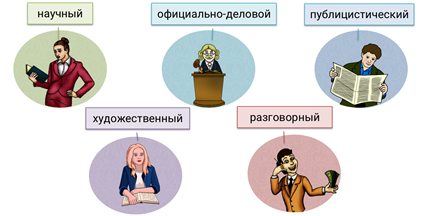 научный
официально-деловой
публицистический
художественный
разговорный